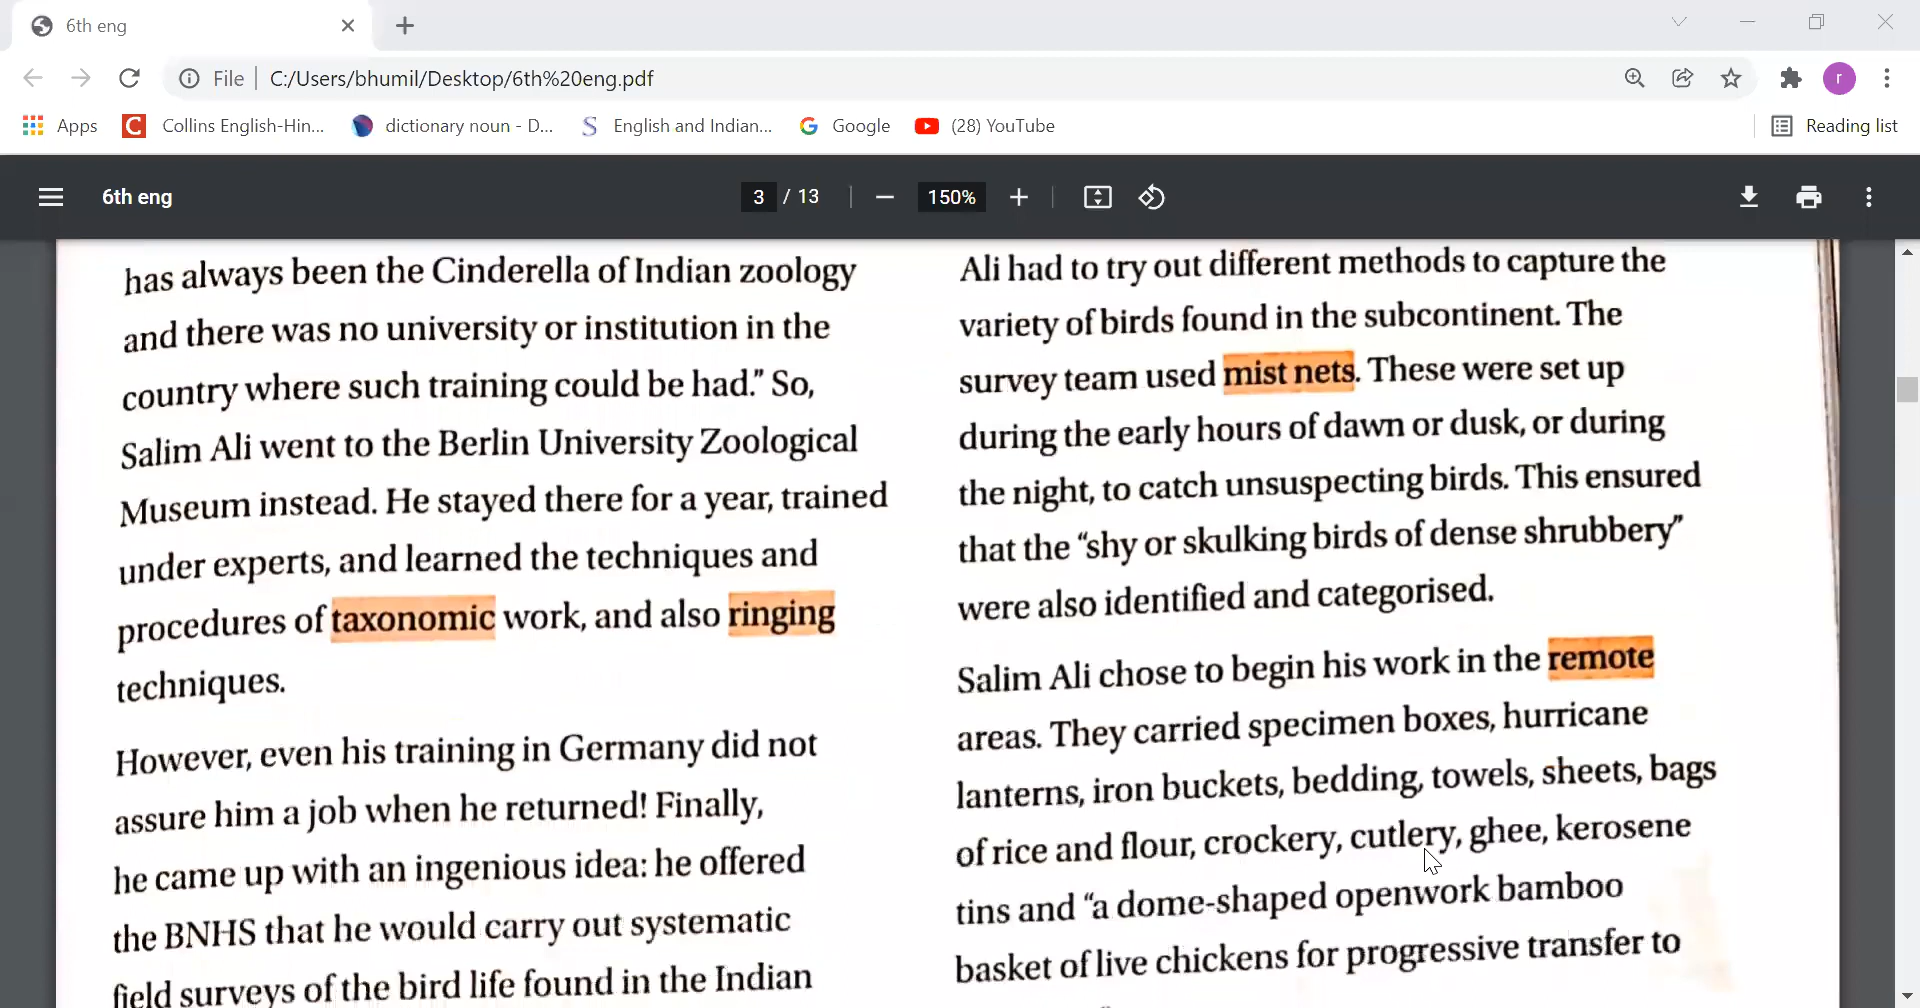 6th eng
File
C:/Users/bhumil/Desktop/6th%20eng.pdf
r
Apps
Collins English-Hin...
dictionary noun - D...
English and Indian...
Google
(28) YouTube
Reading list
6th eng
3 / 13
150%
has always been the Cinderella of Indian zoology
and there was no university or institution in the
country where such training could be had.” So,
Salim Ali went to the Berlin University Zoological
Museum instead. He stayed there for a year, trained
under experts, and learned the techniques and
procedures of taxonomic work, and also ringing
techniques.
However, even his training in Germany did not
assure him a job when he returned! Finally,
he came up with an ingenious idea: he offered
the BNHS that he would carry out systematic
field surveys of the bird life found in the Indian
Ali had to try out different methods to capture the
variety of birds found in the subcontinent. The
survey team used mist nets. These were set up
during the early hours of dawn or dusk, or during
the night, to catch unsuspecting birds. This ensured
that the “shy or skulking birds of dense shrubbery”
were also identified and categorised.
Salim Ali chose to begin his work in the remote
areas. They carried specimen boxes, hurricane
lanterns, iron buckets, bedding, towels, sheets, bags
of rice and flour, crockery, cutlery, ghee, kerosene
tins and “a dome-shaped openwork bamboo
basket of live chickens for progressive transfer to